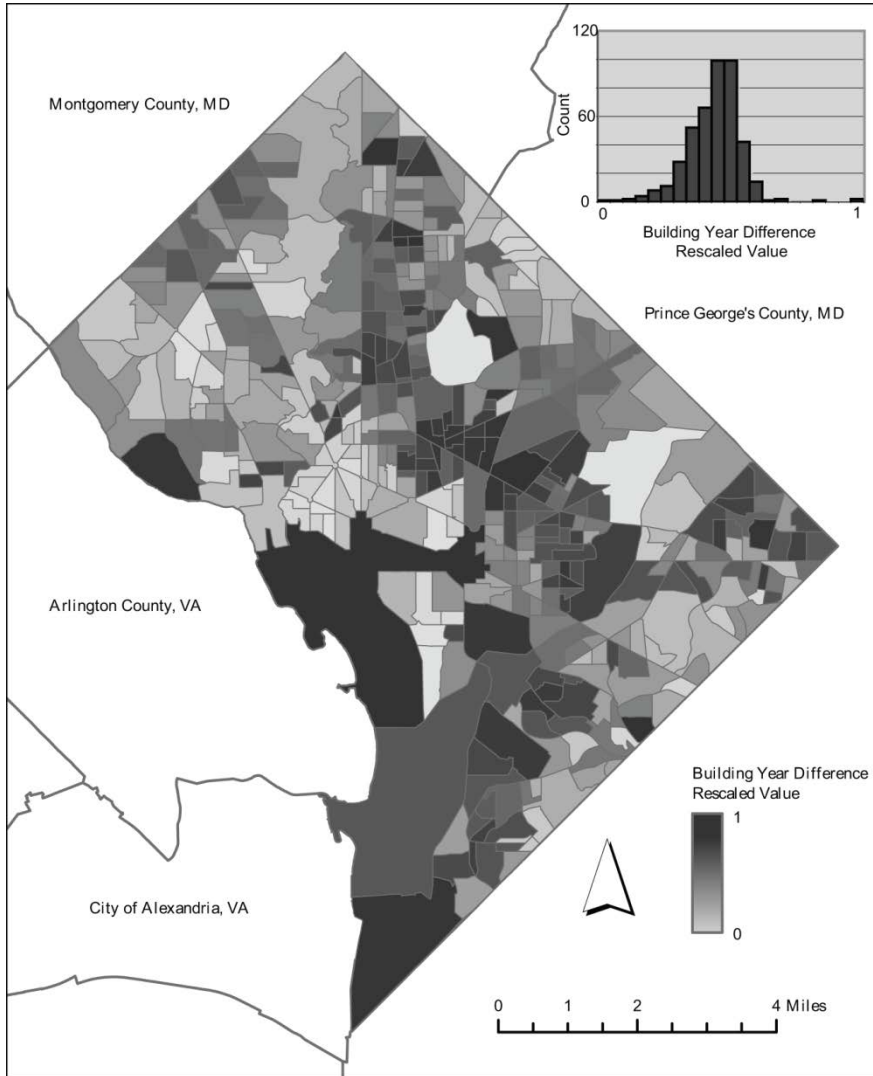 120
Montgomery County, MD
Count
60
0
0
1
Building Year Difference
Rescaled Value
Prince George's County, MD
Arlington County, VA
Building Year Difference
Rescaled Value
1
0
City of Alexandria, VA
0 1 2 4 Miles